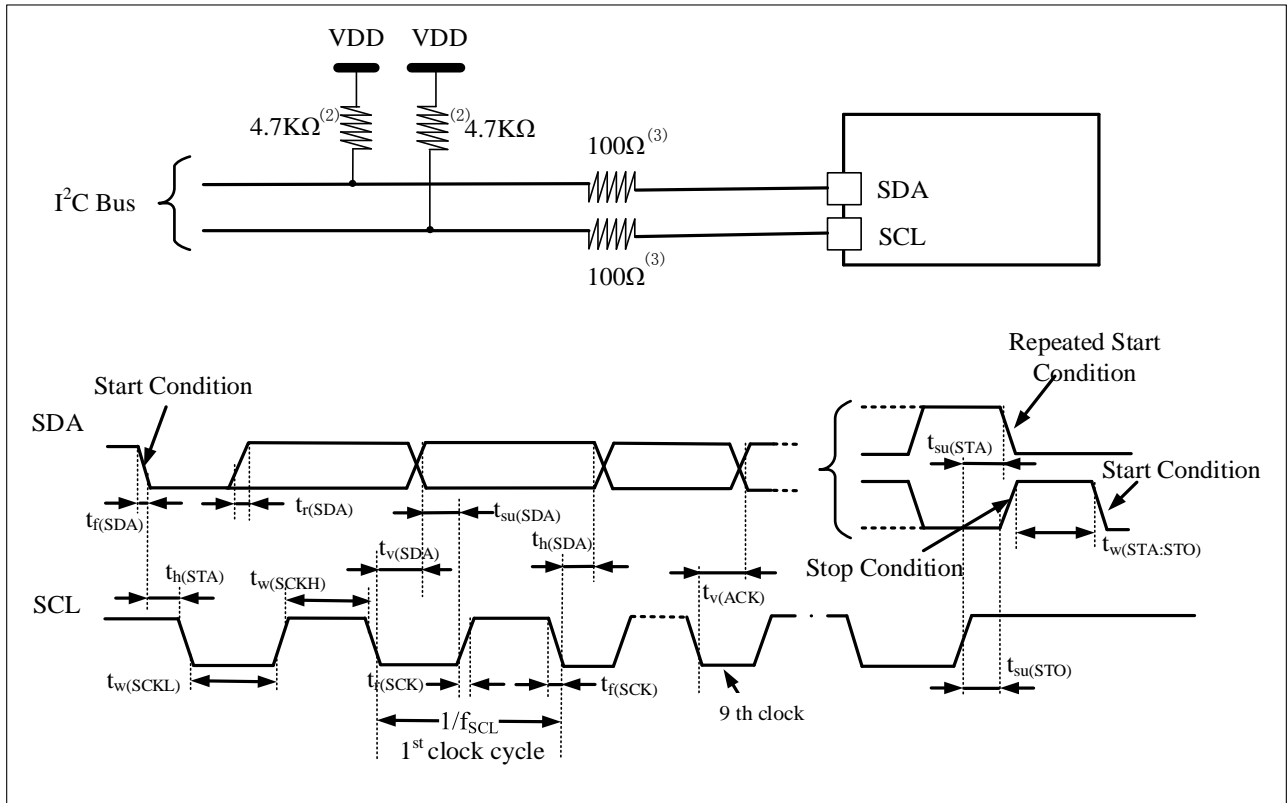 VDD VDD
4.7KΩ(2) (2)4.7KΩ
100Ω(3)
I2C Bus
SDA
SCL
100Ω(3)
Repeated Start
Condition
Start Condition
SDA
tsu(STA)
Start Condition
tf(SDA)
tr(SDA)
tsu(SDA)
tv(SDA)
th(SDA)
tw(STA:STO)
Stop Condition
th(STA)
tw(SCKH)
tv(ACK)
SCL
tw(SCKL)
tf(SCK)
tf(SCK)
tsu(STO)
9 th clock
1/fSCL
1st clock cycle